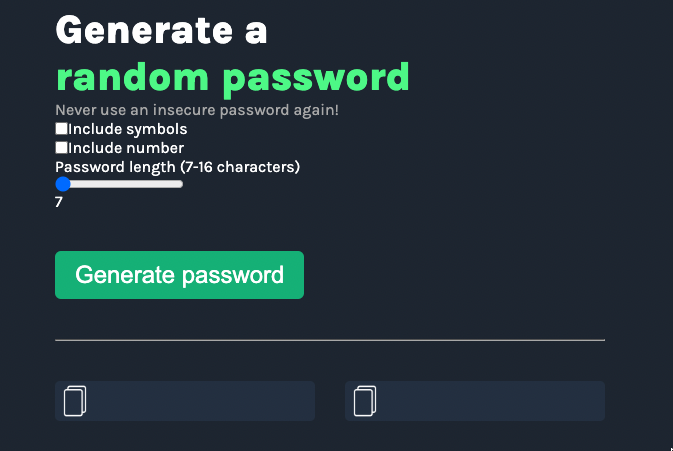 Generate a
random password
Never use an insecure password again!
Include symbols
Include number
Password length (7-16 characters)
7
Generate password